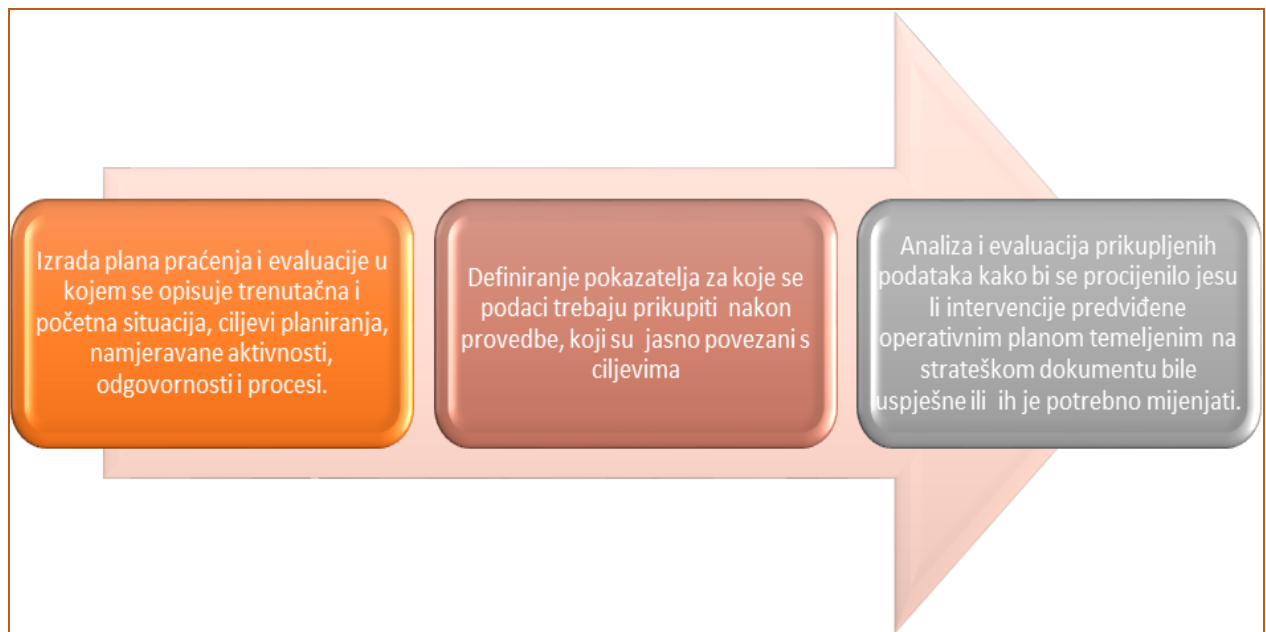 Izrada plana praćenja i evaluacije u
kojem se opisuje trenutačna i
početna situacija, ciljevi planiranja,
namjeravane aktivnosti,
odgovornosti i procesi.
Definiranje pokazatelja za koje se
podaci trebaju prikupiti nakon
provedbe, koji su jasno povezani s
ciljevima
Analiza i evaluacija prikupljenih
podataka kako bi se procijenilo jesu
li intervencije predviđene
operativnim planom temeljenim na
strateškom dokumentu bile
uspješne ili ih je potrebno mijenjati.